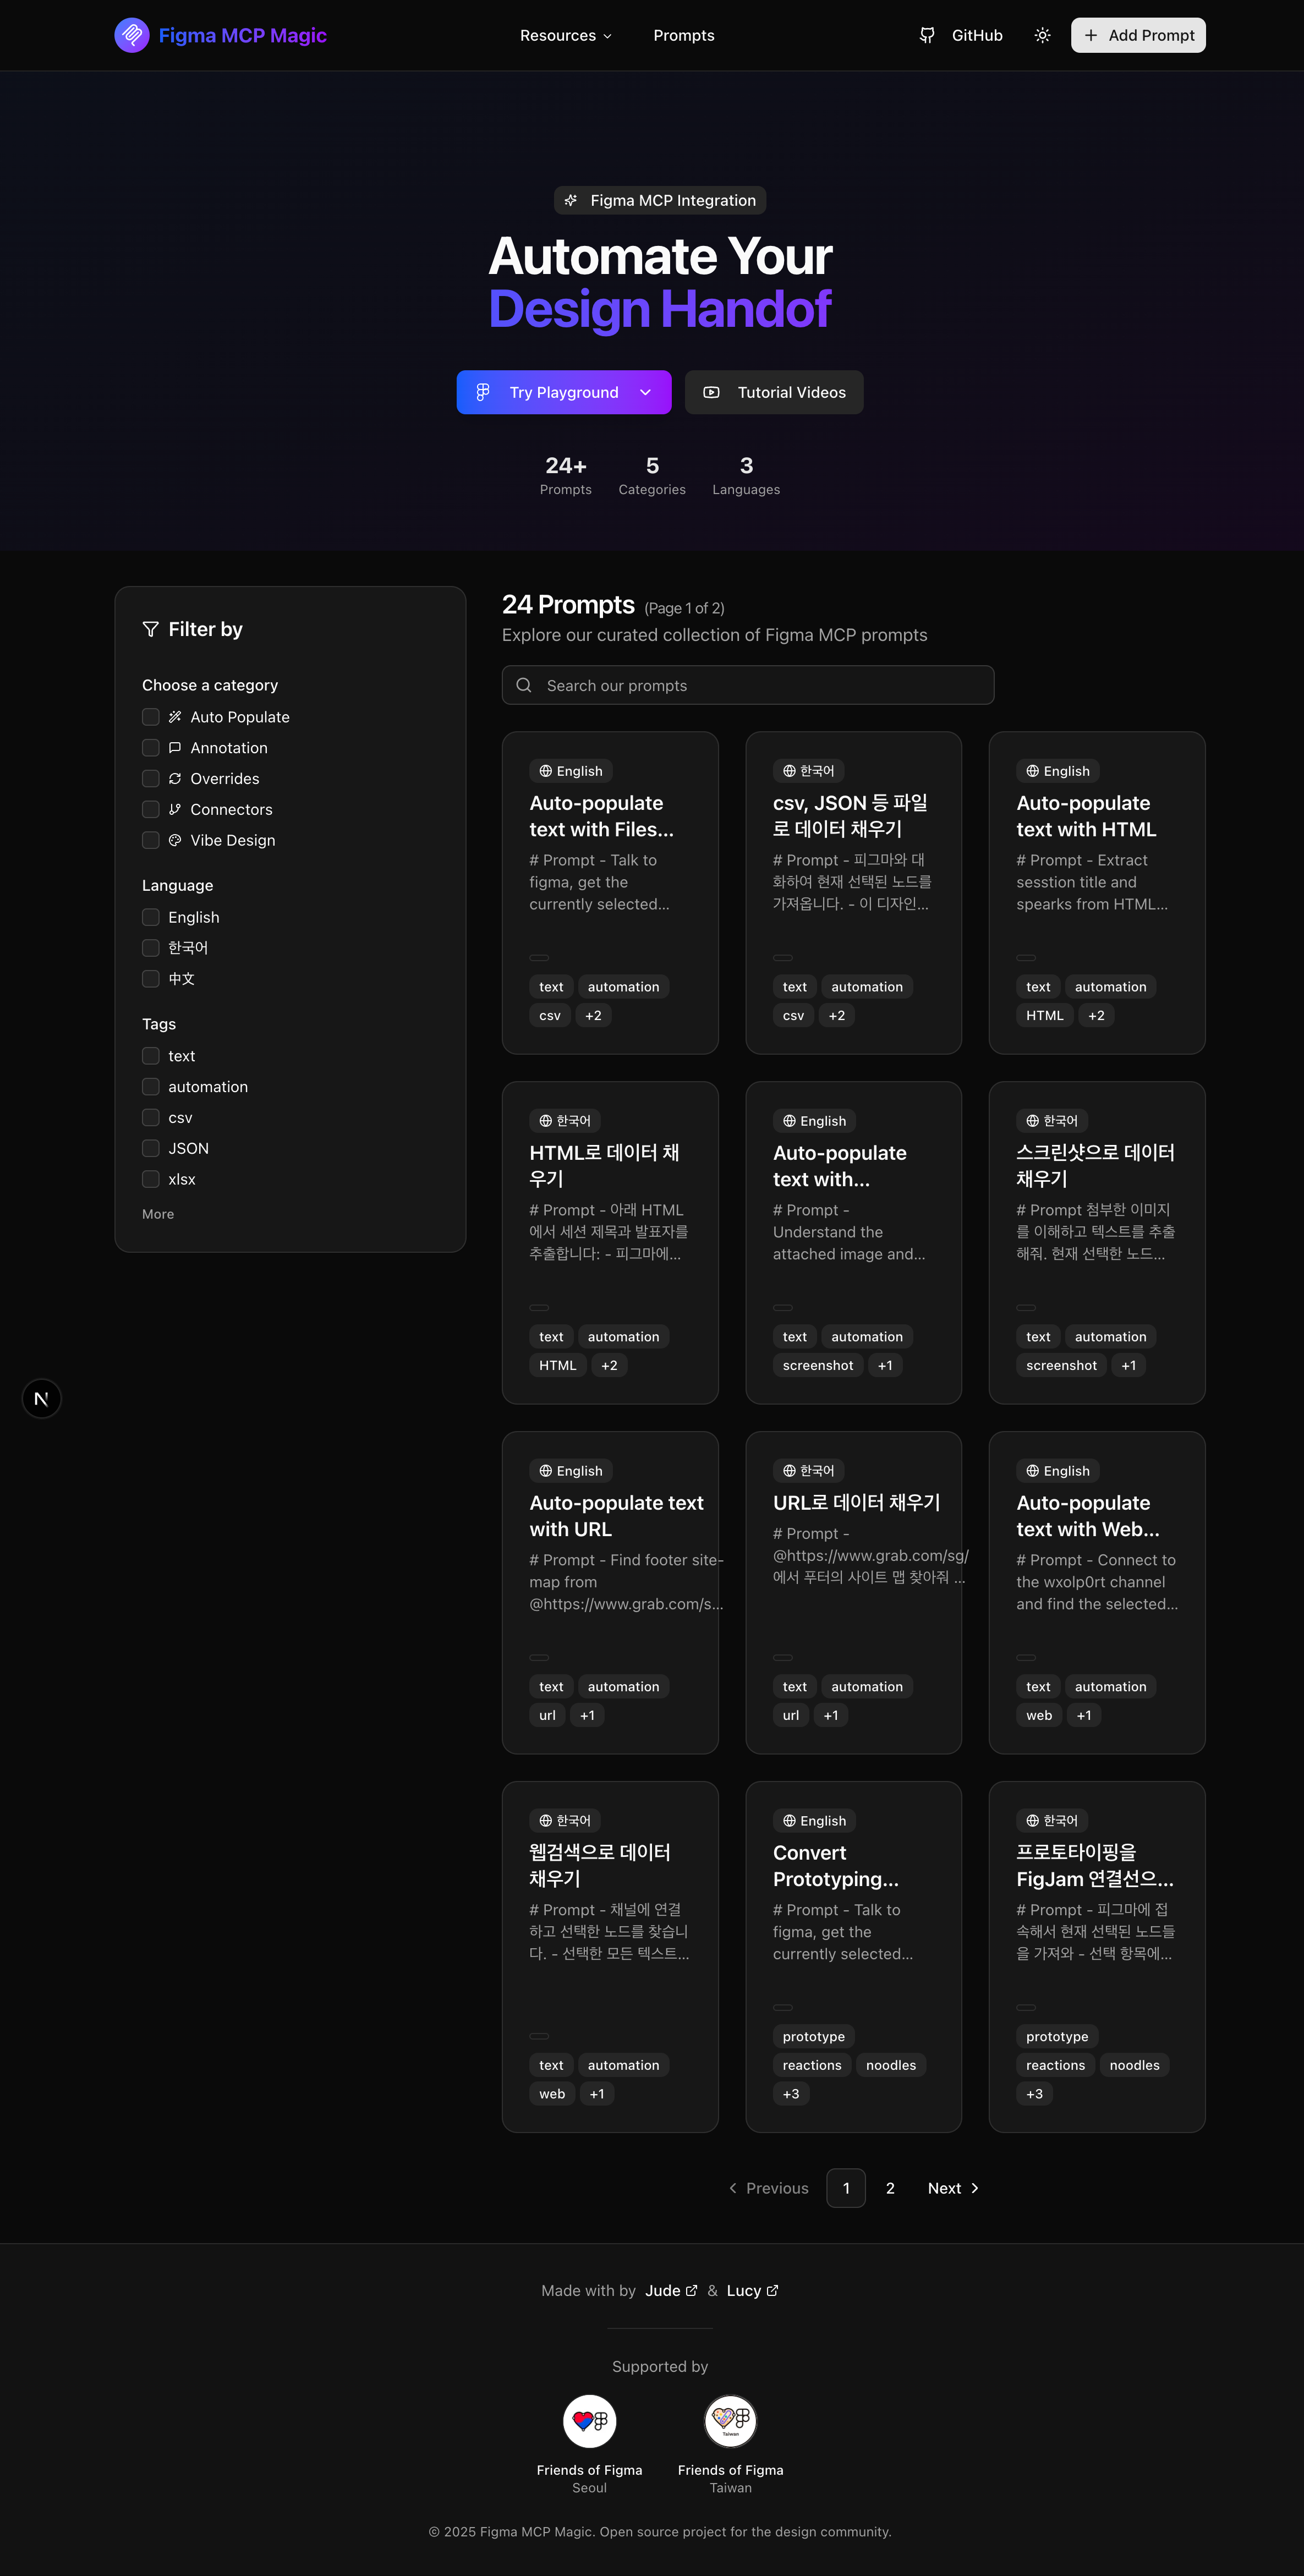 Figma MCP Magic
Resources
Prompts
GitHub
Add Prompt
Figma MCP Integration
Automate Your
Design Handof
Try Playground
Tutorial Videos
24+
Prompts
5
Categories
3
Languages
Filter by
Choose a category
Auto Populate
Annotation
Overrides
Connectors
Vibe Design
Language
English
한국어
中文
Tags
text
automation
csv
JSON
xlsx
More
24 Prompts (Page 1 of 2)
Explore our curated collection of Figma MCP prompts
Search our prompts
English
Auto-populate
text with Files...
# Prompt - Talk to
figma, get the
currently selected...
text automation
csv +2
한국어
csv, JSON 등 파일
로 데이터 채우기
# Prompt - 피그마와 대
화하여 현재 선택된 노드를
가져옵니다. - 이 디자인...
text automation
csv +2
English
Auto-populate
text with HTML
# Prompt - Extract
sesstion title and
spearks from HTML...
text automation
HTML +2
한국어
HTML로 데이터 채
우기
# Prompt - 아래 HTML
에서 세션 제목과 발표자를
추출합니다: - 피그마에...
text automation
HTML +2
English
Auto-populate
text with...
# Prompt -
Understand the
attached image and...
text automation
screenshot +1
한국어
스크린샷으로 데이터
채우기
# Prompt 첨부한 이미지
를 이해하고 텍스트를 추출
해줘. 현재 선택한 노드...
text automation
screenshot +1
English
Auto-populate text
with URL
# Prompt - Find footer site-
map from
@https://www.grab.com/s...
text automation
url +1
한국어
URL로 데이터 채우기
# Prompt -
@https://www.grab.com/sg/
에서 푸터의 사이트 맵 찾아줘 ...
text automation
url +1
English
Auto-populate
text with Web...
# Prompt - Connect to
the wxolp0rt channel
and find the selected...
text automation
web +1
한국어
웹검색으로 데이터
채우기
# Prompt - 채널에 연결
하고 선택한 노드를 찾습니
다. - 선택한 모든 텍스트...
text automation
web +1
English
Convert
Prototyping...
# Prompt - Talk to
figma, get the
currently selected...
prototype
reactions noodles
+3
한국어
프로토타이핑을
FigJam 연결선으...
# Prompt - 피그마에 접
속해서 현재 선택된 노드들
을 가져와 - 선택 항목에...
prototype
reactions noodles
+3
Previous 1 2 Next
N
Made with by Jude & Lucy
Supported by
Friends of Figma
Seoul
Taiwan
Friends of Figma
Taiwan
© 2025 Figma MCP Magic. Open source project for the design community.